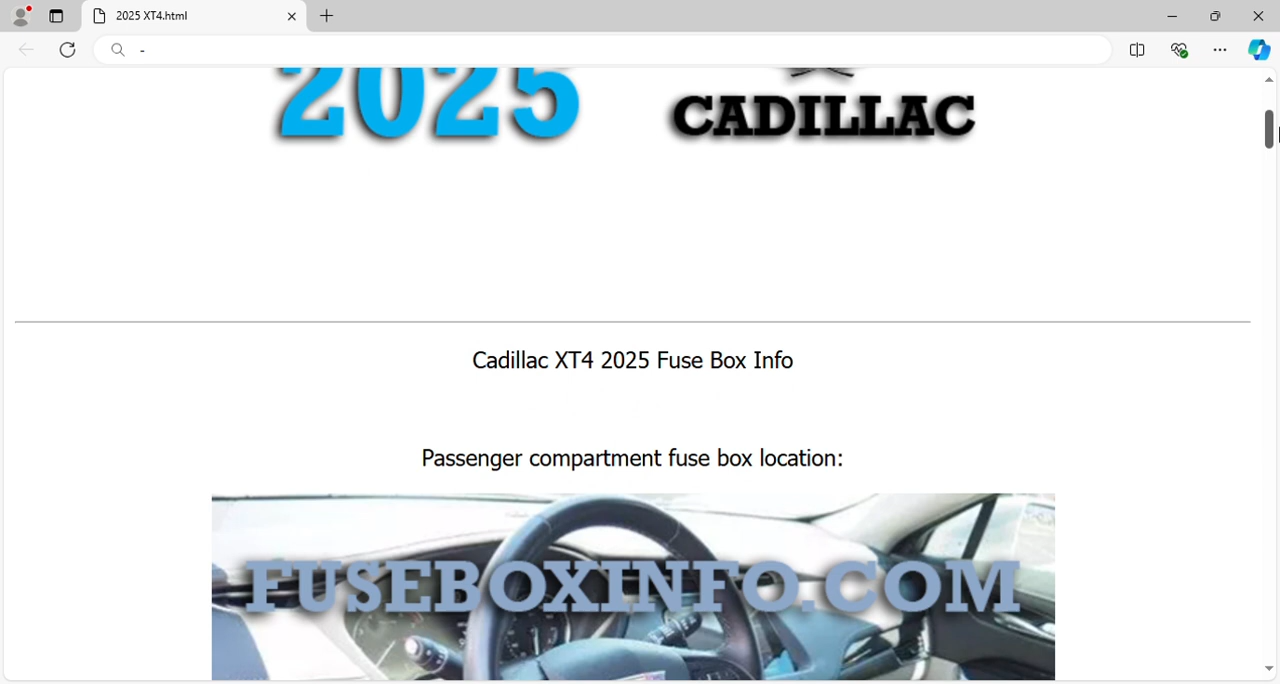 2025 XT4.html
-
2025
CADILLAC
Cadillac XT4 2025 Fuse Box Info
Passenger compartment fuse box location:
FUSEBOXINFO.COM